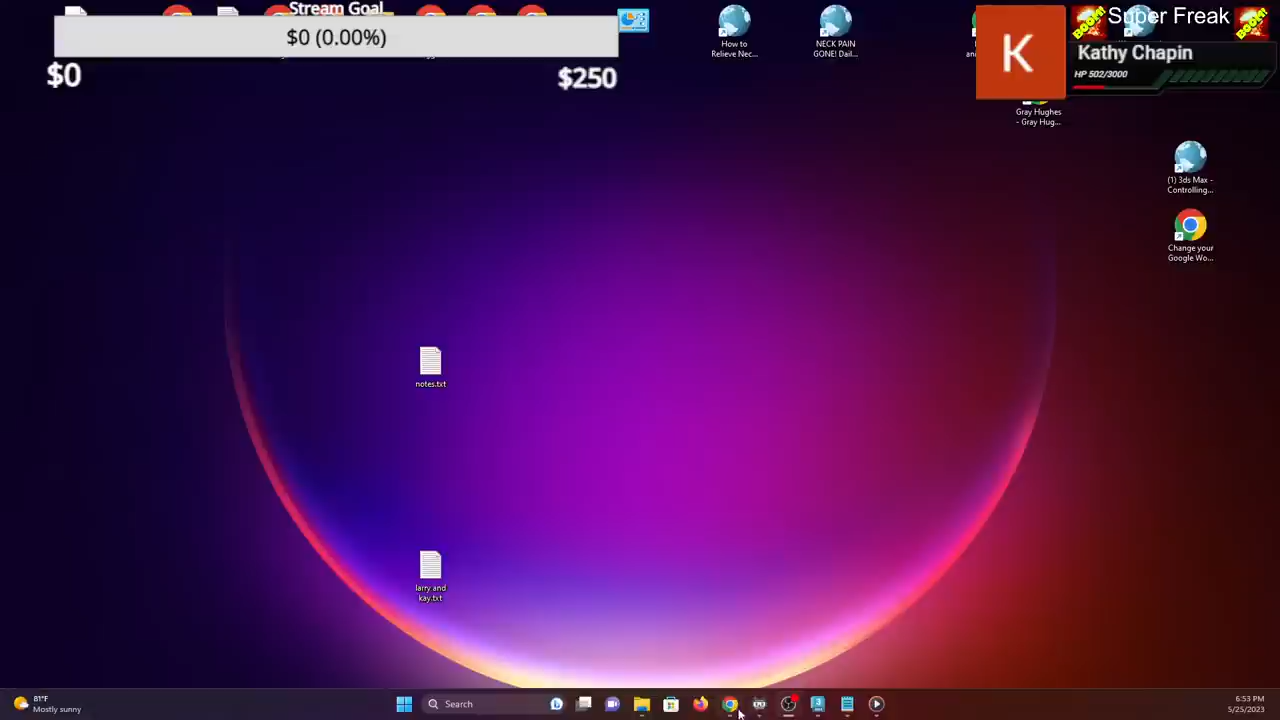 Stream Goal
$0 (0.00%)
$0
$250
How to
Relieve Nec...
NECK PAIN
GONE! Dail...
K
BOOM!
Super Freak
BOOM!
Kathy Chapin
HP 502/3000
Gray Hughes
- Gray Hug...
(1) 3ds Max -
Controlling...
Change your
Google Wo...
notes.txt
larry and
kay.txt
81°F
Mostly sunny
Search
6:53 PM
5/25/2023